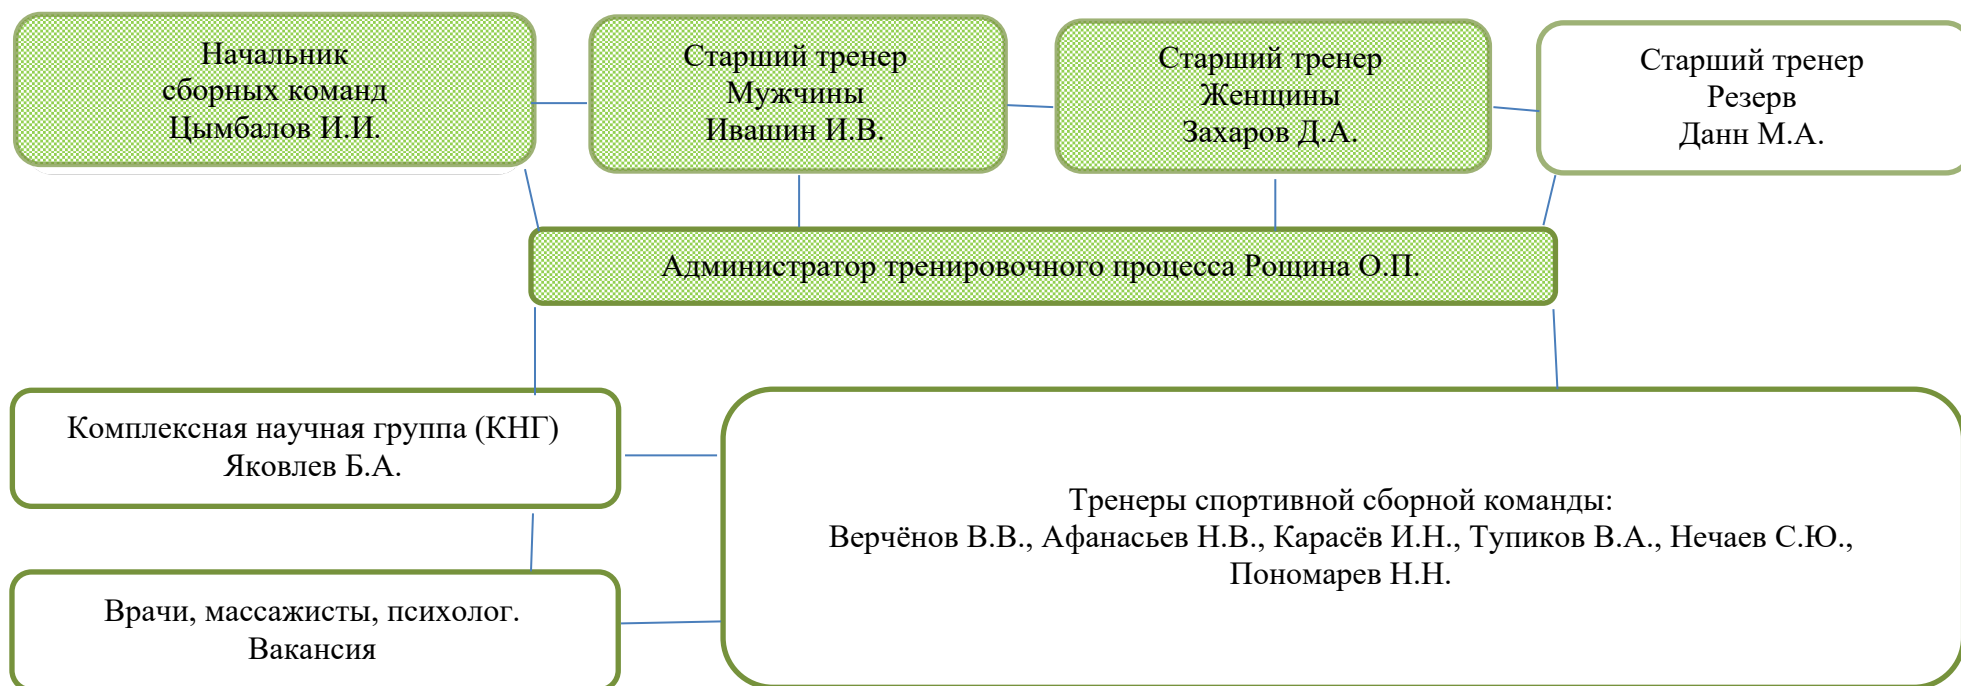 Начальник
сборных команд
Цымбалов И.И.
Старший тренер
Мужчины
Ивашин И.В.
Старший тренер
Женщины
Захаров Д.А.
Старший тренер
Резерв
Данн М.А.
Администратор тренировочного процесса Рощина О.П.
Комплексная научная группа (КНГ)
Яковлев Б.А.
Тренеры спортивной сборной команды:
Верчёнов В.В., Афанасьев Н.В., Карасёв И.Н., Тупиков В.А., Нечаев С.Ю.,
Пономарев Н.Н.
Врачи, массажисты, психолог.
Вакансия